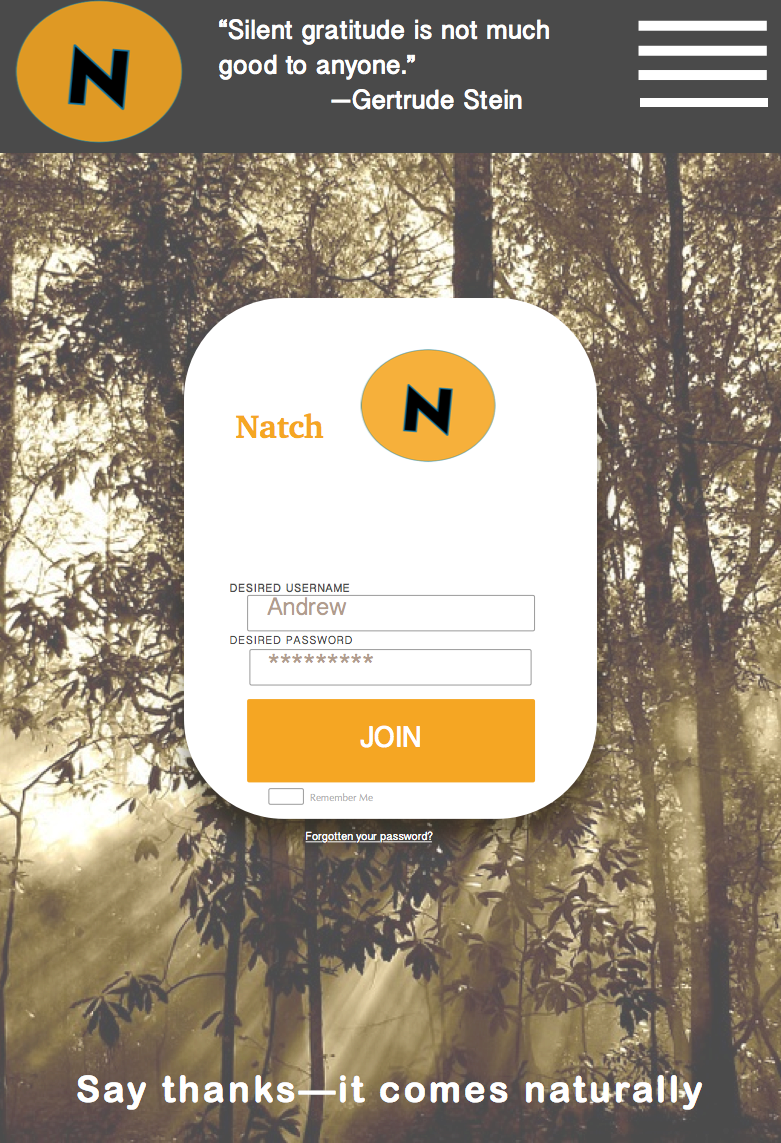 N
“Silent gratitude is not much
good to anyone.”
—Gertrude Stein
Natch
N
DESIRED USERNAME
Andrew
DESIRED PASSWORD
*********
JOIN
Remember Me
Forgotten your password?
Say thanks—it comes naturally